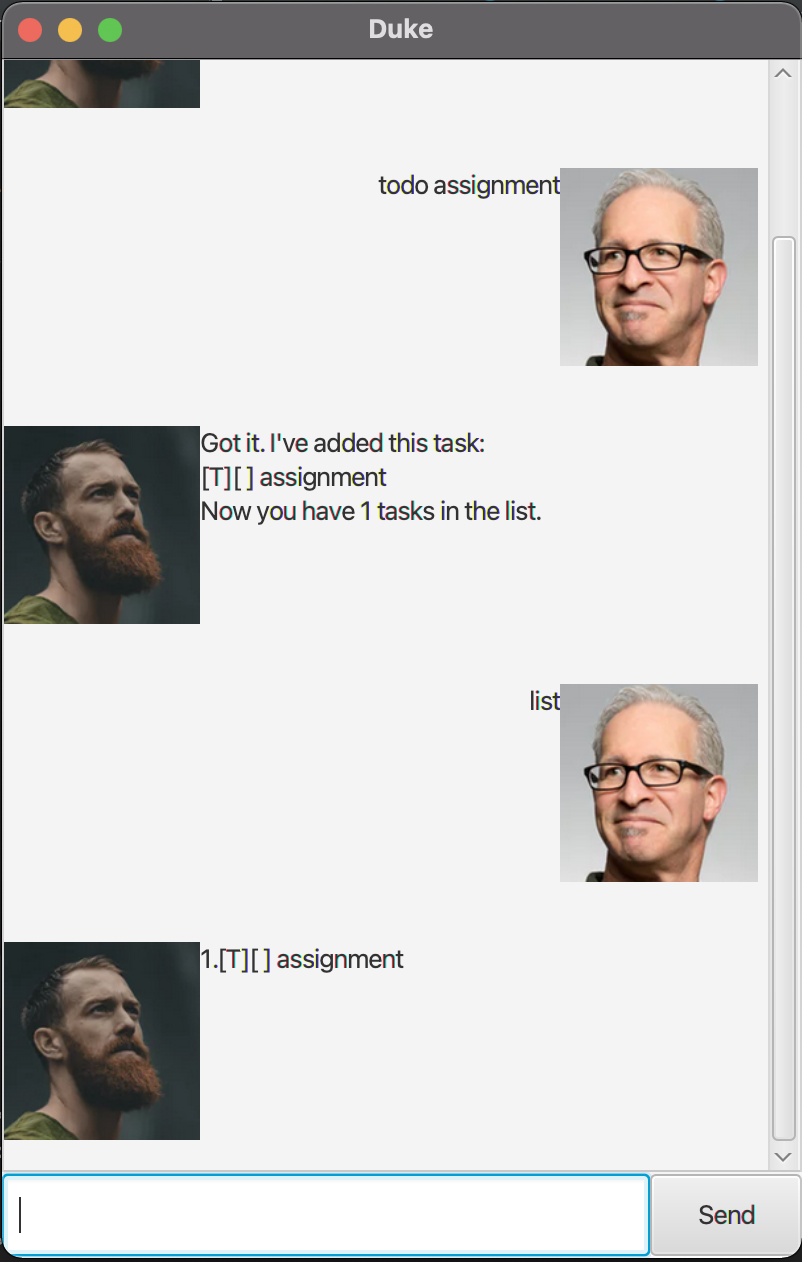 Duke
todo assignment
Got it. I've added this task:
[T][ ] assignment
Now you have 1 tasks in the list.
list
1.[T][ ] assignment
Send